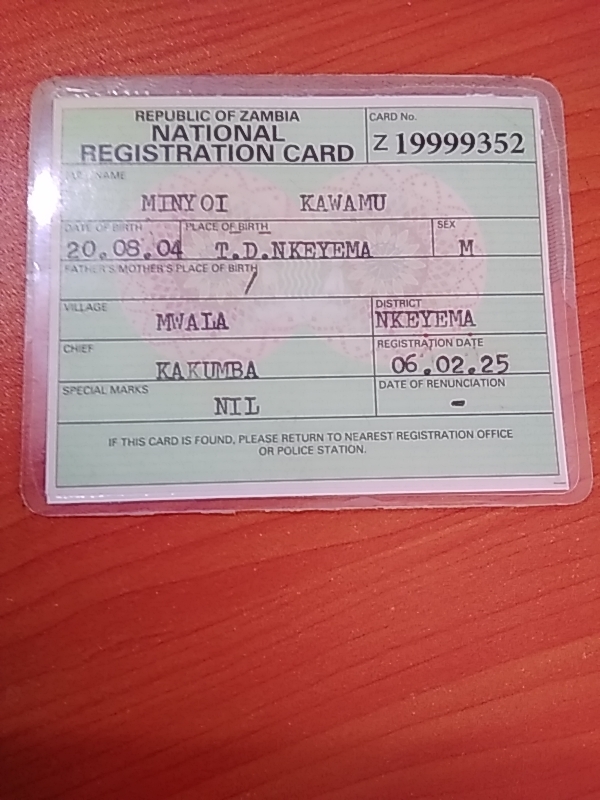 REPUBLIC OF ZAMBIA
NATIONAL
REGISTRATION CARD
CARD No.
Z 19999352
NAME
MINYOI KAWAMU
DATE OF BIRTH PLACE OF BIRTH SEX
20.08.04 T.D.NKEYEMA M
FATHER'S/MOTHER'S PLACE OF BIRTH
/
VILLAGE DISTRICT
MWALA NKEYEMA
CHIEF REGISTRATION DATE
KAKUMBA 06.02.25
SPECIAL MARKS DATE OF RENUNCIATION
NIL -
IF THIS CARD IS FOUND, PLEASE RETURN TO NEAREST REGISTRATION OFFICE
OR POLICE STATION.